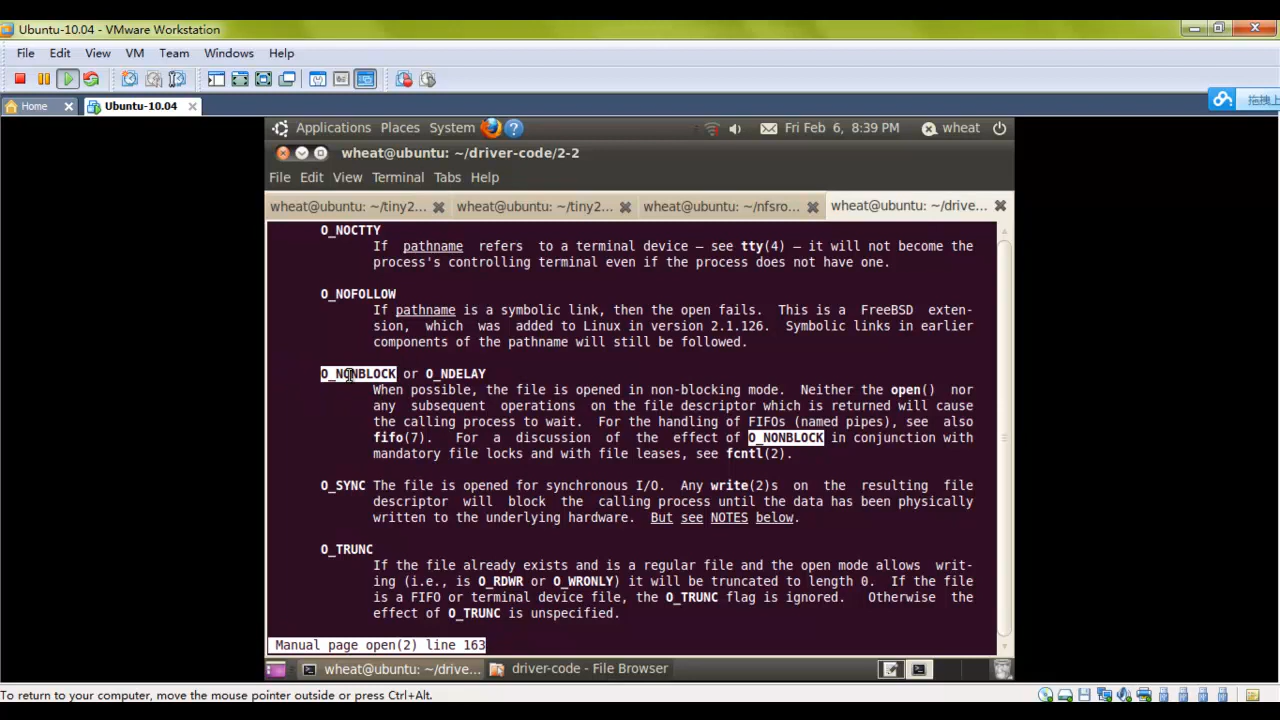 Ubuntu-10.04 - VMware Workstation
File Edit View VM Team Windows Help
Home Ubuntu-10.04
拖拽上
Applications Places System Fri Feb 6, 8:39 PM wheat
wheat@ubuntu: ~/driver-code/2-2
File Edit View Terminal Tabs Help
wheat@ubuntu: ~/tiny2... wheat@ubuntu: ~/tiny2... wheat@ubuntu: ~/nfsro... wheat@ubuntu: ~/drive...
O_NOCTTY
If pathname refers to a terminal device — see tty(4) — it will not become the
process's controlling terminal even if the process does not have one.
O_NOFOLLOW
If pathname is a symbolic link, then the open fails. This is a FreeBSD exten-
sion, which was added to Linux in version 2.1.126. Symbolic links in earlier
components of the pathname will still be followed.
O_NONBLOCK or O_NDELAY
When possible, the file is opened in non-blocking mode. Neither the open() nor
any subsequent operations on the file descriptor which is returned will cause
the calling process to wait. For the handling of FIFOs (named pipes), see also
fifo(7). For a discussion of the effect of O_NONBLOCK in conjunction with
mandatory file locks and with file leases, see fcntl(2).
O_SYNC The file is opened for synchronous I/O. Any write(2)s on the resulting file
descriptor will block the calling process until the data has been physically
written to the underlying hardware. But see NOTES below.
O_TRUNC
If the file already exists and is a regular file and the open mode allows writ-
ing (i.e., is O_RDWR or O_WRONLY) it will be truncated to length 0. If the file
is a FIFO or terminal device file, the O_TRUNC flag is ignored. Otherwise the
effect of O_TRUNC is unspecified.
Manual page open(2) line 163
wheat@ubuntu: ~/drive... driver-code - File Browser
To return to your computer, move the mouse pointer outside or press Ctrl+Alt.